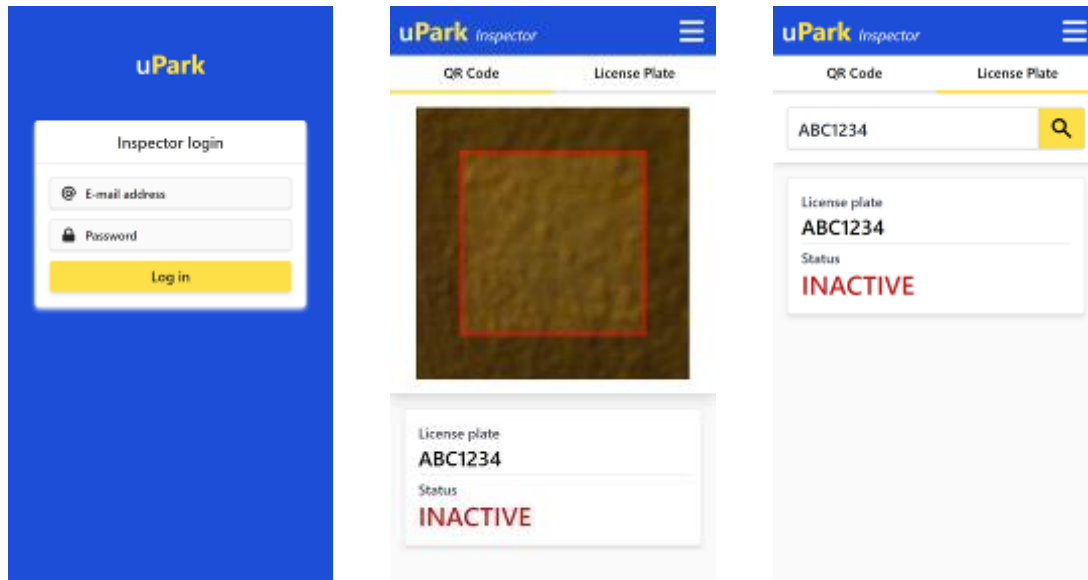 uPark
Inspector login
E-mail address
Password
Log in
uPark Inspector
QR Code License Plate
License plate
ABC1234
Status
INACTIVE
uPark Inspector
QR Code License Plate
ABC1234
License plate
ABC1234
Status
INACTIVE